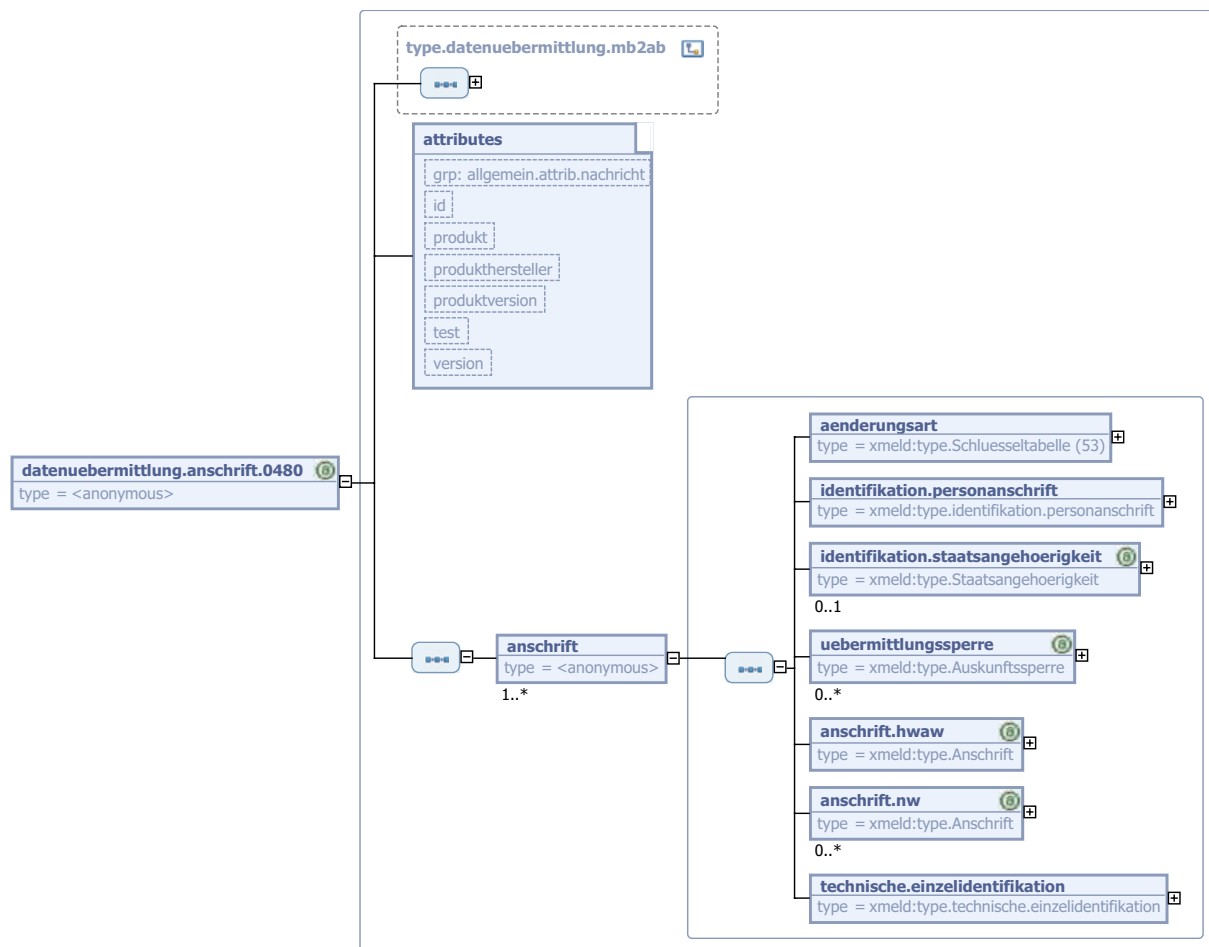 type.datenuebermittlung.mb2ab
attributes
grp: allgemein.attrib.nachricht
id
produkt
produkthersteller
produktversion
test
version
datenuebermittlung.anschrift.0480
type = <anonymous>
anschrift
type = <anonymous>
1..*
aenderungsart
type = xmeld:type.Schluesseltabelle (53)
identifikation.personanschrift
type = xmeld:type.identifikation.personanschrift
identifikation.staatsangehoerigkeit
type = xmeld:type.Staatsangehoerigkeit
0..1
uebermittlungssperre
type = xmeld:type.Auskunftssperre
0..*
anschrift.hwaw
type = xmeld:type.Anschrift
anschrift.nw
type = xmeld:type.Anschrift
0..*
technische.einzelidentifikation
type = xmeld:type.technische.einzelidentifikation